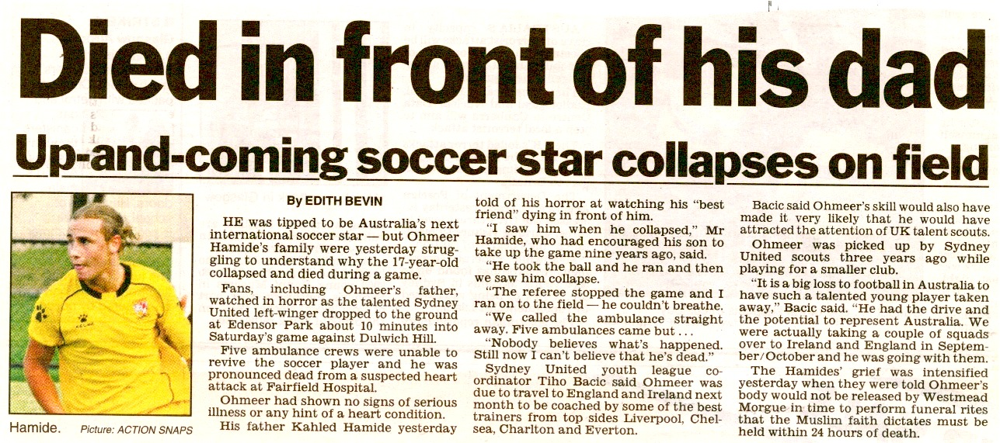 Died in front of his dad
Up-and-coming soccer star collapses on field
By EDITH BEVIN
HE was tipped to be Australia's next
international soccer star — but Ohmeer
Hamide's family were yesterday strug-
gling to understand why the 17-year-old
collapsed and died during a game.
Fans, including Ohmeer's father,
watched in horror as the talented Sydney
United left-winger dropped to the ground
at Edensor Park about 10 minutes into
Saturday's game against Dulwich Hill.
Five ambulance crews were unable to
revive the soccer player and he was
pronounced dead from a suspected heart
attack at Fairfield Hospital.
Ohmeer had shown no signs of serious
illness or any hint of a heart condition.
His father Kahled Hamide yesterday
told of his horror at watching his "best
friend" dying in front of him.
"I saw him when he collapsed," Mr
Hamide, who had encouraged his son to
take up the game nine years ago, said.
"He took the ball and he ran and then
we saw him collapse.
"The referee stopped the game and I
ran on to the field — he couldn't breathe.
"We called the ambulance straight
away. Five ambulances came but ...
"Nobody believes what's happened.
Still now I can't believe that he's dead."
Sydney United youth league co-
ordinator Tiho Bacic said Ohmeer was
due to travel to England and Ireland next
month to be coached by some of the best
trainers from top sides Liverpool, Chel-
sea, Charlton and Everton.
Bacic said Ohmeer's skill would also have
made it very likely that he would have
attracted the attention of UK talent scouts.
Ohmeer was picked up by Sydney
United scouts three years ago while
playing for a smaller club.
"It is a big loss to football in Australia to
have such a talented young player taken
away," Bacic said. "He had the drive and
the potential to represent Australia. We
were actually taking a couple of squads
over to Ireland and England in Septem-
ber/October and he was going with them.
The Hamides' grief was intensified
yesterday when they were told Ohmeer's
body would not be released by Westmead
Morgue in time to perform funeral rites
that the Muslim faith dictates must be
held within 24 hours of death.
Hamide. Picture: ACTION SNAPS